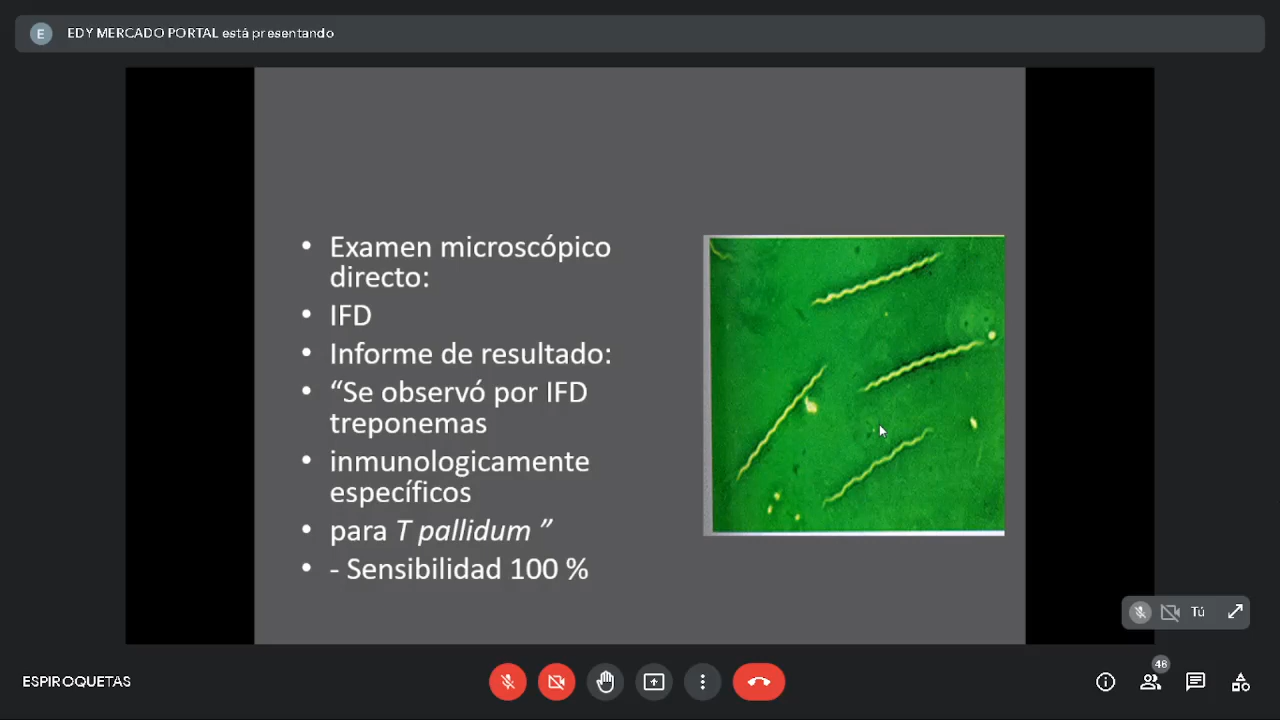 E
EDY MERCADO PORTAL está presentando
• Examen microscópico
directo:
• IFD
• Informe de resultado:
• “Se observó por IFD
treponemas
• inmunologicamente
específicos
• para T pallidum ”
• - Sensibilidad 100 %
Tú
ESPIROQUETAS
46